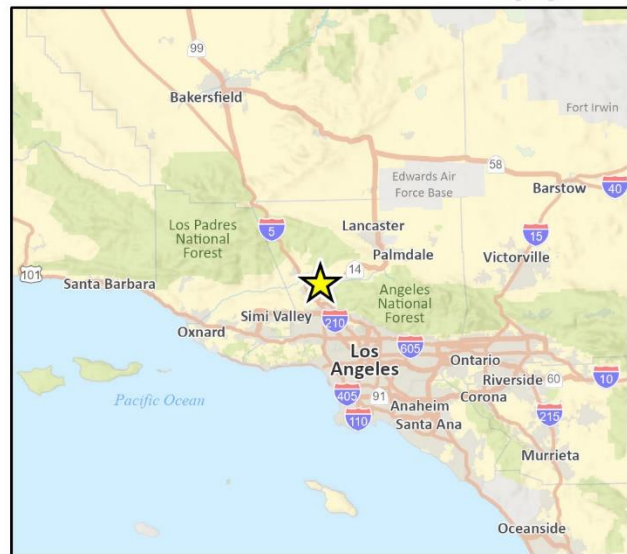 99
Bakersfield
Fort Irwin
58
Edwards Air
Force Base
Barstow
40
Los Padres
National
Forest
5
Lancaster
15
Palmdale
Victorville
101
Santa Barbara
14
Angeles
National
Forest
Simi Valley
210
Oxnard
605
Los
Angeles
Ontario
10
Riverside
60
405
91
Corona
Pacific Ocean
Anaheim
110
215
Santa Ana
Murrieta
Oceanside